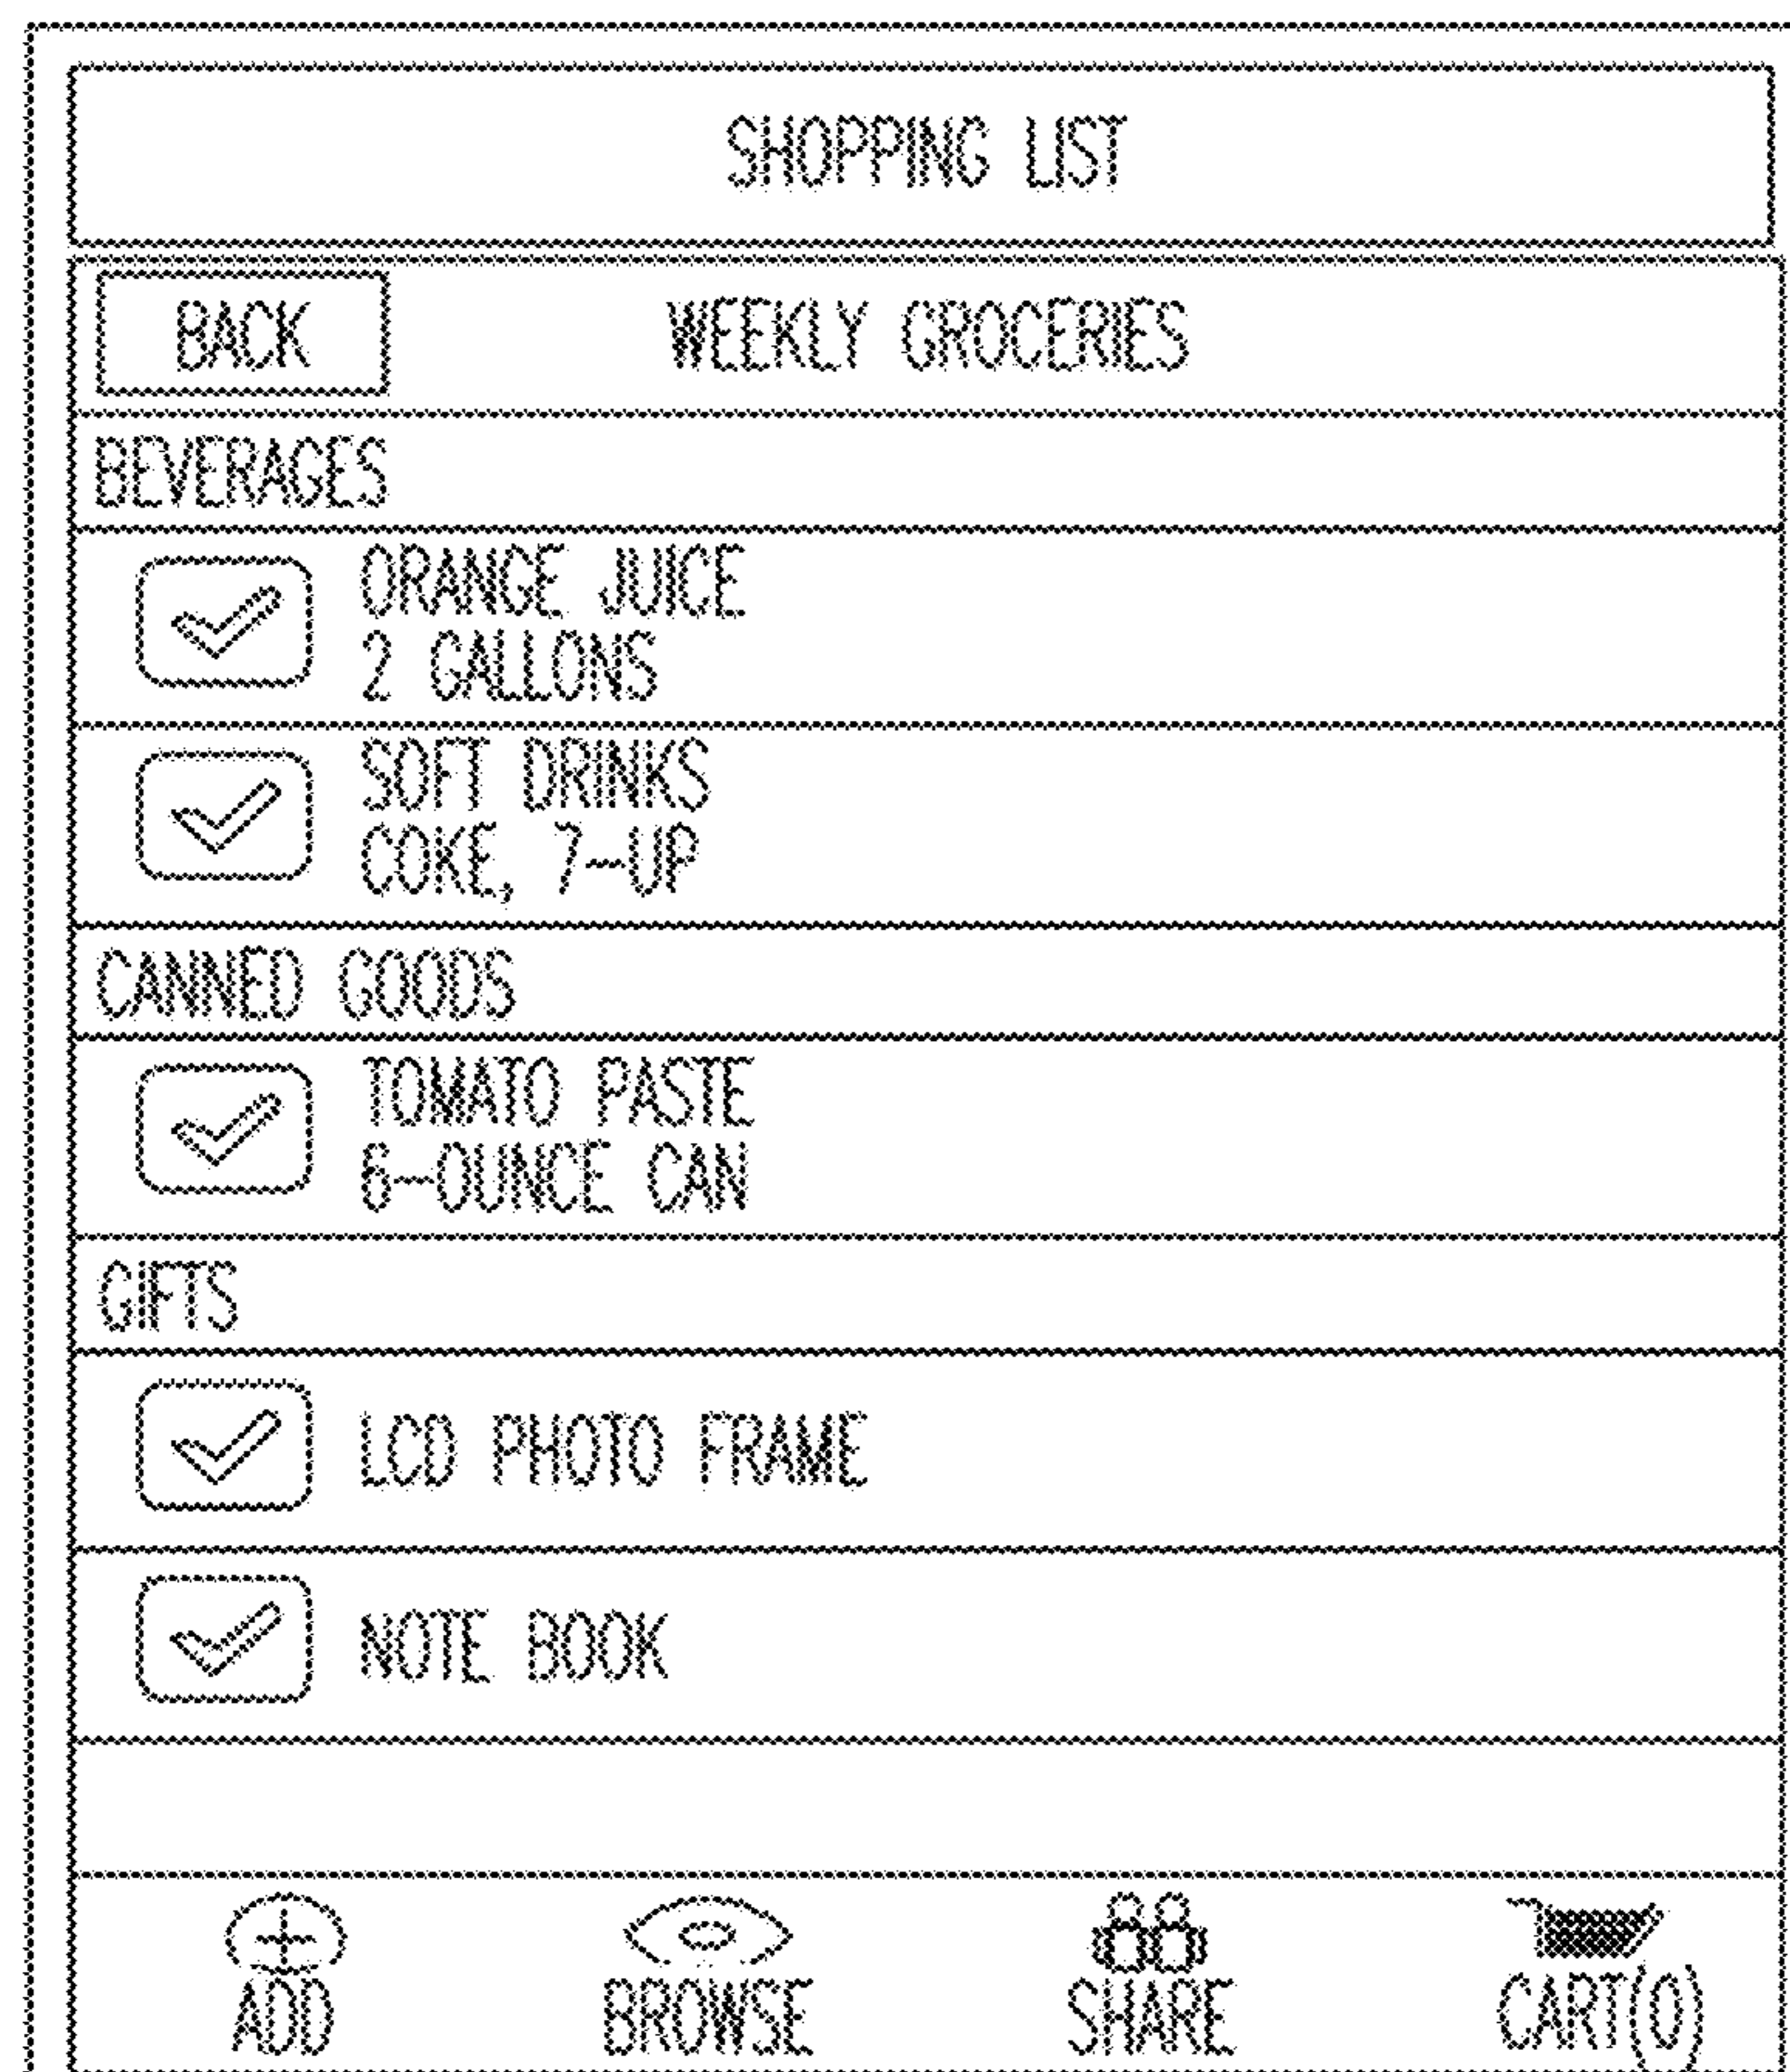 SHOPPING LIST
BACK WEEKLY GROCERIES
BEVERAGES
ORANGE JUICE
2 GALLONS
SOFT DRINKS
COKE, 7-UP
CANNED GOODS
TOMATO PASTE
6-OUNCE CAN
GIFTS
LCD PHOTO FRAME
NOTE BOOK
ADD BROWSE SHARE CART(0)